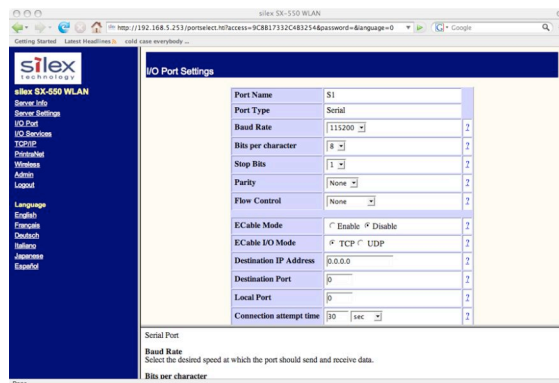 silex SX-550 WLAN
http://192.168.5.253/portselect.htl?access=9C8B17332C483254&password=&language=0
Google
Getting Started Latest Headlines cold case everybody ...
silex
technology
silex SX-550 WLAN
Server Info
Server Settings
I/O Port
I/O Services
TCP/IP
PrintraNet
Wireless
Admin
Logout
Language
English
Français
Deutsch
Italiano
Japanese
Español
I/O Port Settings
Port Name S1
Port Type Serial
Baud Rate 115200 ?
Bits per character 8 ?
Stop Bits 1 ?
Parity None ?
Flow Control None ?
ECable Mode Enable Disable ?
ECable I/O Mode TCP UDP ?
Destination IP Address 0.0.0.0 ?
Destination Port 0 ?
Local Port 0 ?
Connection attempt time 30 sec ?
Serial Port
Baud Rate
Select the desired speed at which the port should send and receive data.
Bits per character